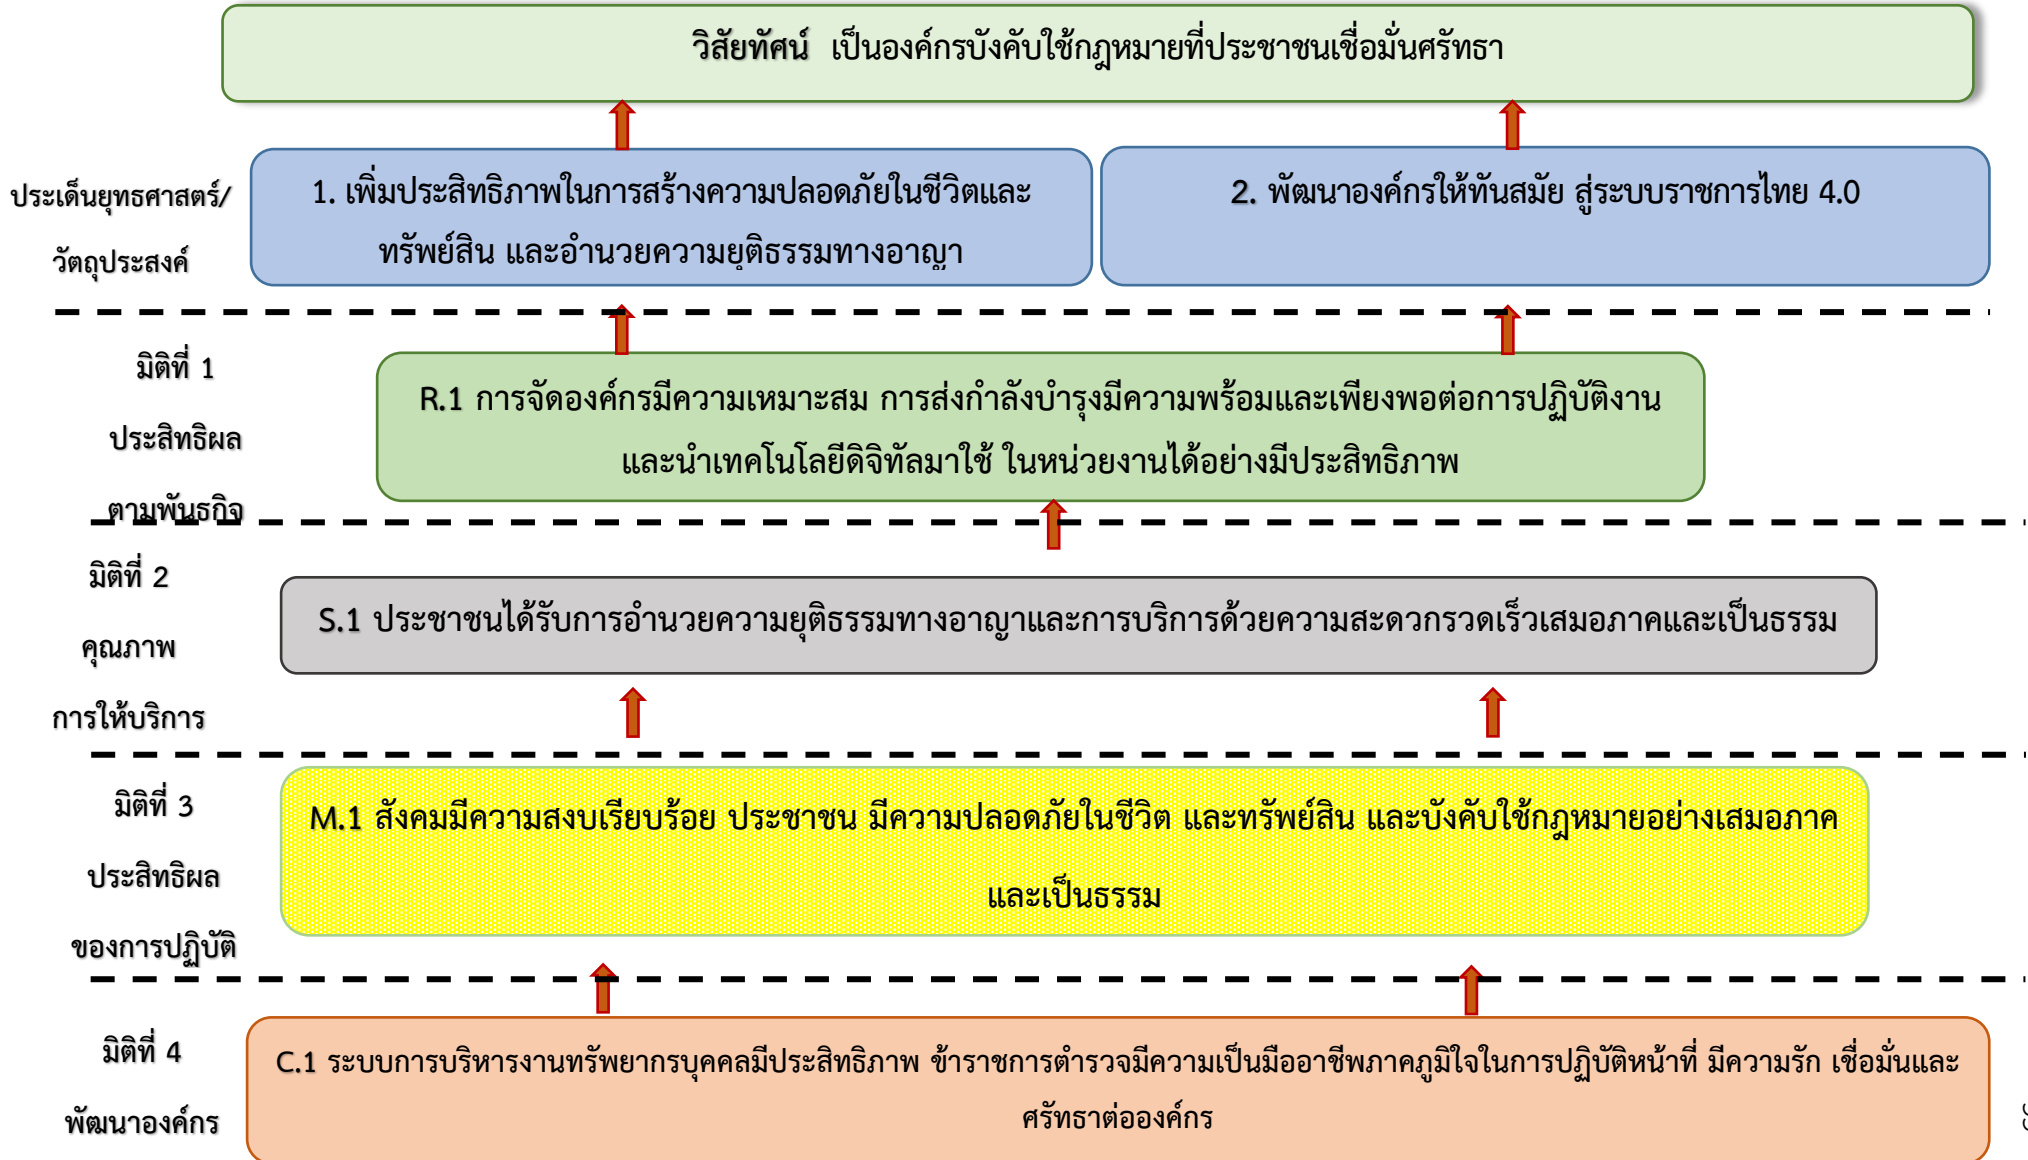 วิสัยทัศน์ เป็นองค์กรบังคับใช้กฎหมายที่ประชาชนเชื่อมั่นศรัทธา
ประเด็นยุทธศาสตร์/
วัตถุประสงค์
1. เพิ่มประสิทธิภาพในการสร้างความปลอดภัยในชีวิตและ
ทรัพย์สิน และอำนวยความยุติธรรมทางอาญา
2. พัฒนาองค์กรให้ทันสมัย สู่ระบบราชการไทย 4.0
มิติที่ 1
ประสิทธิผล
ตามพันธกิจ
R.1 การจัดองค์กรมีความเหมาะสม การส่งกำลังบำรุงมีความพร้อมและเพียงพอต่อการปฏิบัติงาน
และนำเทคโนโลยีดิจิทัลมาใช้ ในหน่วยงานได้อย่างมีประสิทธิภาพ
มิติที่ 2
คุณภาพ
การให้บริการ
S.1 ประชาชนได้รับการอำนวยความยุติธรรมทางอาญาและการบริการด้วยความสะดวกรวดเร็วเสมอภาคและเป็นธรรม
มิติที่ 3
ประสิทธิผล
ของการปฏิบัติ
M.1 สังคมมีความสงบเรียบร้อย ประชาชน มีความปลอดภัยในชีวิต และทรัพย์สิน และบังคับใช้กฎหมายอย่างเสมอภาค
และเป็นธรรม
มิติที่ 4
พัฒนาองค์กร
C.1 ระบบการบริหารงานทรัพยากรบุคคลมีประสิทธิภาพ ข้าราชการตำรวจมีความเป็นมืออาชีพภาคภูมิใจในการปฏิบัติหน้าที่ มีความรัก เชื่อมั่นและ
ศรัทธาต่อองค์กร